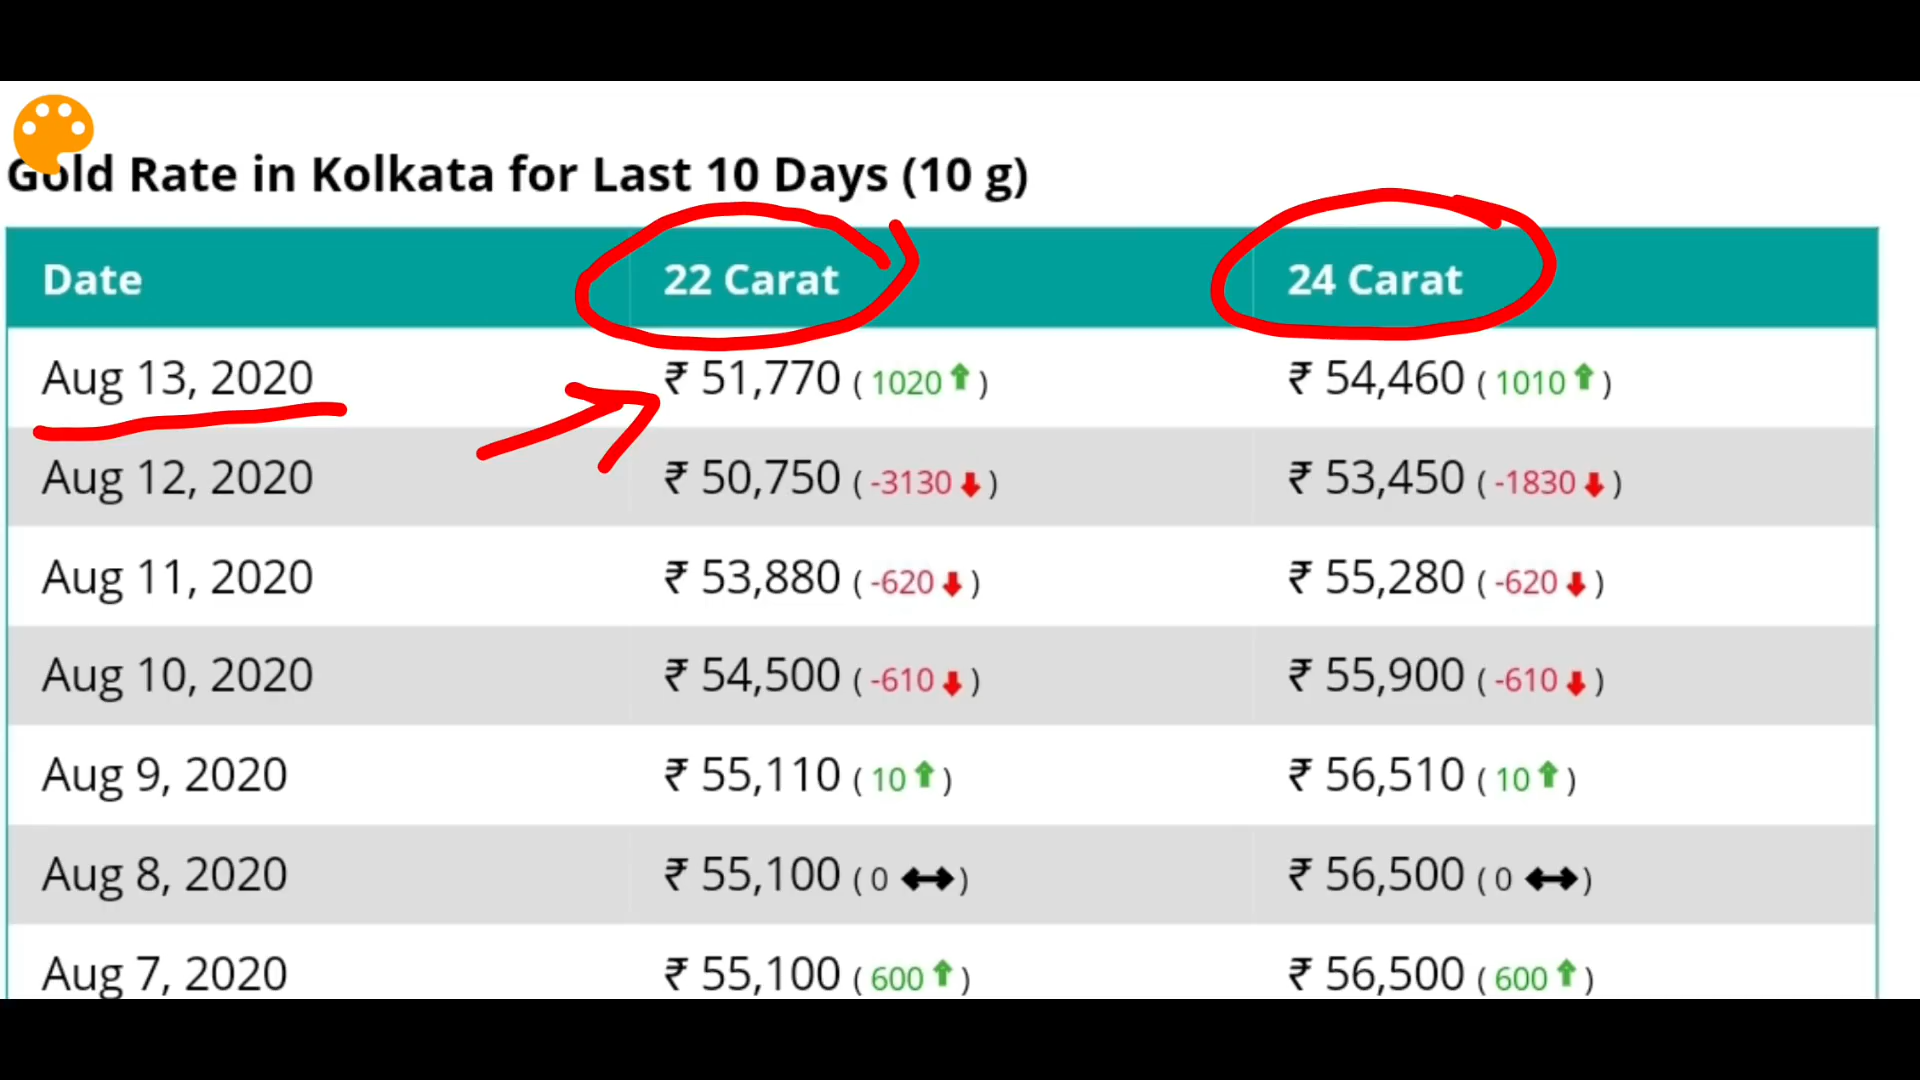 Gold Rate in Kolkata for Last 10 Days (10 g)
Date 22 Carat 24 Carat
Aug 13, 2020 ₹ 51,770 ( 1020 ⬆ ) ₹ 54,460 ( 1010 ⬆ )
Aug 12, 2020 ₹ 50,750 ( -3130 ⬇ ) ₹ 53,450 ( -1830 ⬇ )
Aug 11, 2020 ₹ 53,880 ( -620 ⬇ ) ₹ 55,280 ( -620 ⬇ )
Aug 10, 2020 ₹ 54,500 ( -610 ⬇ ) ₹ 55,900 ( -610 ⬇ )
Aug 9, 2020 ₹ 55,110 ( 10 ⬆ ) ₹ 56,510 ( 10 ⬆ )
Aug 8, 2020 ₹ 55,100 ( 0 ⬌ ) ₹ 56,500 ( 0 ⬌ )
Aug 7, 2020 ₹ 55,100 ( 600 ⬆ ) ₹ 56,500 ( 600 ⬆ )